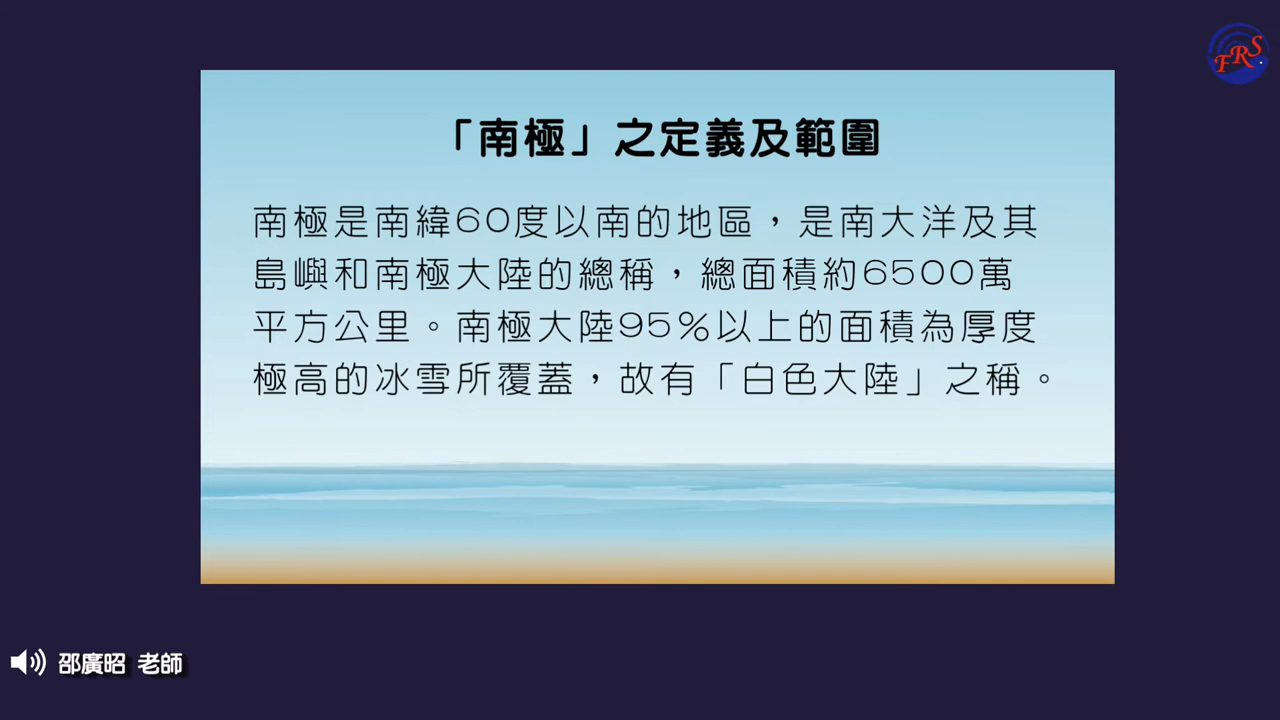 FRS
「南極」之定義及範圍
南極是南緯60度以南的地區，是南大洋及其
島嶼和南極大陸的總稱，總面積約6500萬
平方公里。南極大陸95%以上的面積為厚度
極高的冰雪所覆蓋，故有「白色大陸」之稱。
邵廣昭 老師